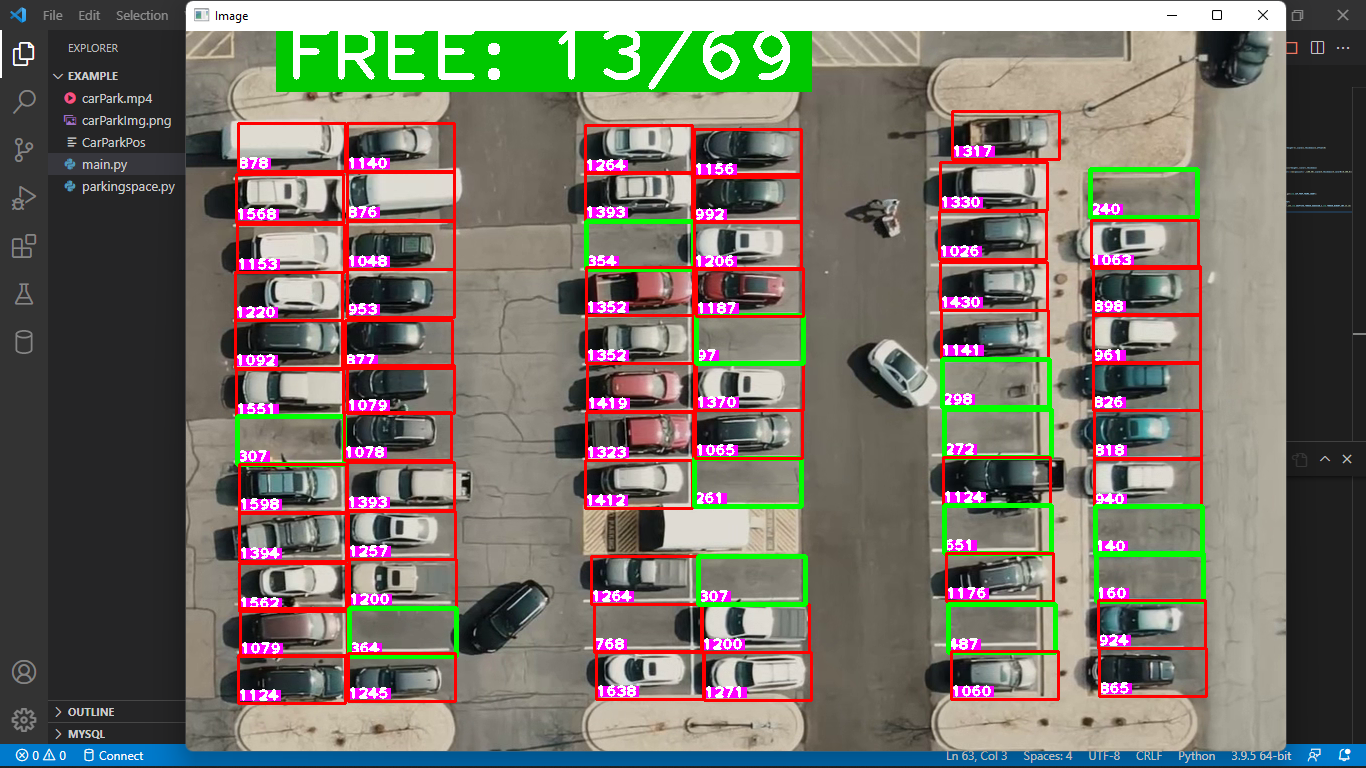 File Edit Selection
Image
EXPLORER
EXAMPLE
carPark.mp4
carParkImg.png
CarParkPos
main.py
parkingspace.py
OUTLINE
MYSQL
FREE: 13/69
878 1140
1568 876
1153 1048
1220 953
1092 877
1551 1079
307 1078
1598 1393
1394 1257
1562 1200
1079 364
1124 1245
1264 1156
1393 992
354 1206
1352 1187
1352 97
1419 1370
1323 1065
1412 261
1264 307
768 1200
1638 1271
1317
1330 240
1026 1063
1430 898
1141 961
298 826
272 818
1124 940
551 140
1176 160
487 924
1060 865
0 0 Connect
Ln 63, Col 3 Spaces: 4 UTF-8 CRLF Python 3.9.5 64-bit